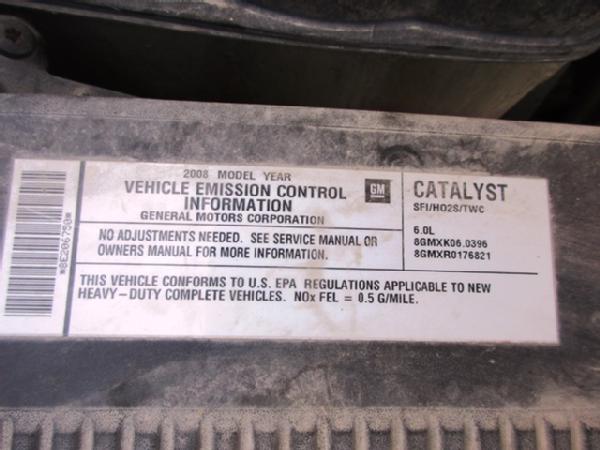 2008 MODEL YEAR
VEHICLE EMISSION CONTROL
INFORMATION
GENERAL MOTORS CORPORATION
GM
CATALYST
SFI/HO2S/TWC
NO ADJUSTMENTS NEEDED. SEE SERVICE MANUAL OR
OWNERS MANUAL FOR MORE INFORMATION.
6.0L
8GMXK06.0396
8GMXR0176821
THIS VEHICLE CONFORMS TO U.S. EPA REGULATIONS APPLICABLE TO NEW
HEAVY-DUTY COMPLETE VEHICLES. NOx FEL = 0.5 G/MILE.
*8E206750*